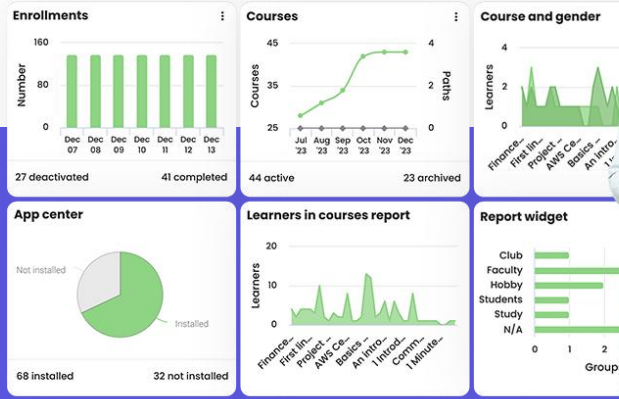 Enrollments
Number
160
80
0
Dec 07
Dec 08
Dec 09
Dec 10
Dec 11
Dec 12
Dec 13
27 deactivated 41 completed
Courses
Courses
45
35
25
Paths
4
2
0
Jul '23
Aug '23
Sep '23
Oct '23
Nov '23
Dec '23
44 active 23 archived
Course and gender
Learners
4
2
0
Finance...
First lin...
Project ...
AWS Ce...
Basics ...
An intro...
App center
Not installed
Installed
68 installed 32 not installed
Learners in courses report
Learners
20
10
0
Finance...
First lin...
Project ...
AWS Ce...
Basics ...
An intro...
1 Introd...
Comm...
1 Minute...
Report widget
Club
Faculty
Hobby
Students
Study
N/A
0 1 2
Groups